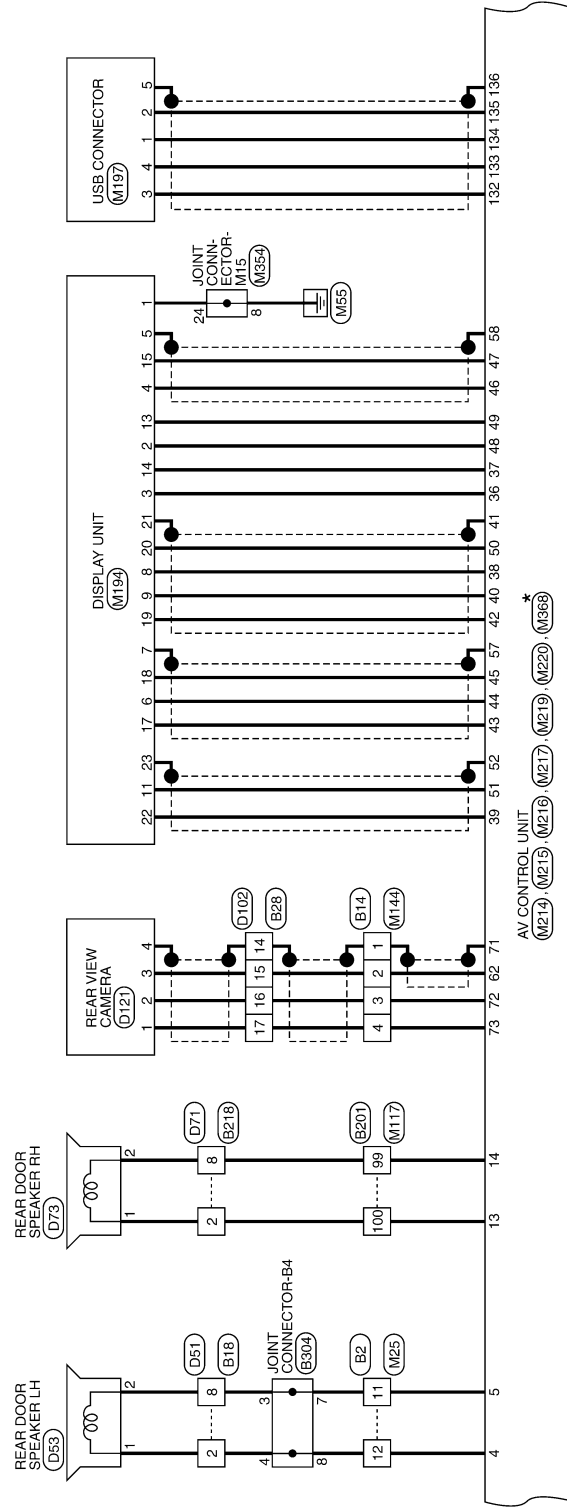 REAR DOOR
SPEAKER LH
D53
1 2
D51
B18
2 8
JOINT
CONNECTOR-B4
B304
4 3
8 7
B2
M25
12 11
4 5
REAR DOOR
SPEAKER RH
D73
1 2
D71
B218
2 8
B201
M117
100 99
13 14
REAR VIEW
CAMERA
D121
1 2 3 4
D102
B28
17 16 15 14
B14
M144
4 3 2 1
73 72 62 71
DISPLAY UNIT
M194
22 11 23 17 6 18 7 19 9 8 20 21 3 14 2 13 4 15 5 1
JOINT
CONN-
ECTOR-
M15
M354
24
8
M55
39 51 52 43 44 45 57 42 40 38 50 41 36 37 48 49 46 47 58
USB CONNECTOR
M197
3 4 1 2 5
132 133 134 135 136
AV CONTROL UNIT
M214 , M215 , M216 , M217 , M219 , M220 , M368 *